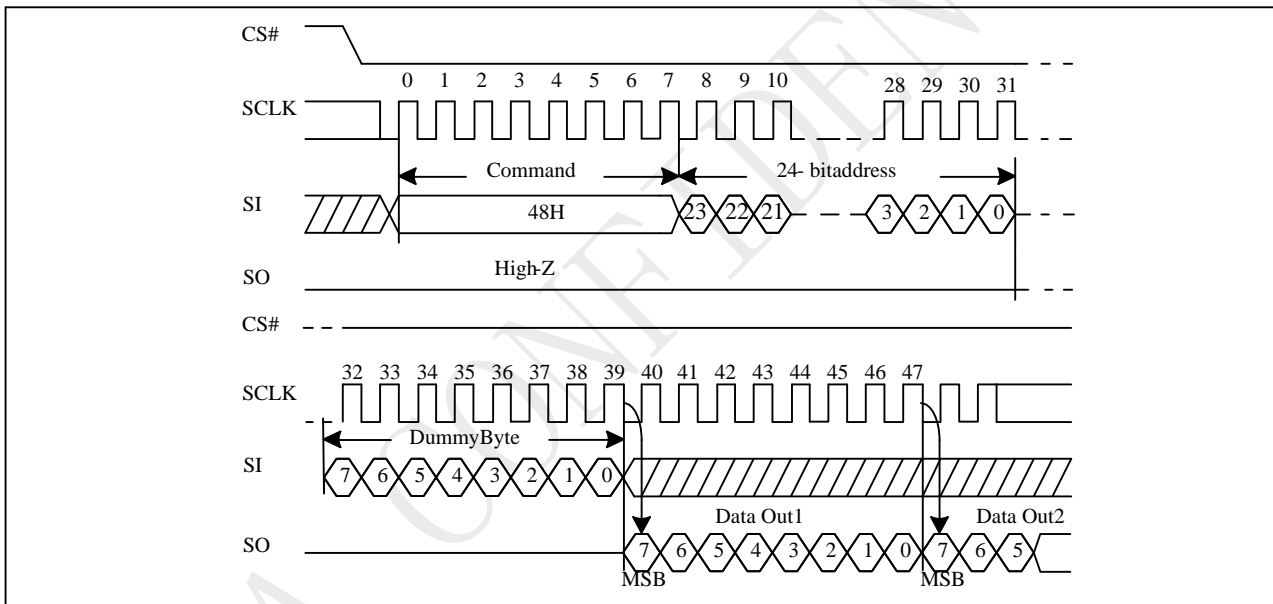 CS#
0 1 2 3 4 5 6 7 8 9 10 28 29 30 31
SCLK
Command 24- bitaddress
SI 48H 23 22 21 3 2 1 0
High-Z
SO
CS#
32 33 34 35 36 37 38 39 40 41 42 43 44 45 46 47
SCLK
DummyByte
SI 7 6 5 4 3 2 1 0
Data Out1 Data Out2
SO 7 6 5 4 3 2 1 0 7 6 5
MSB MSB